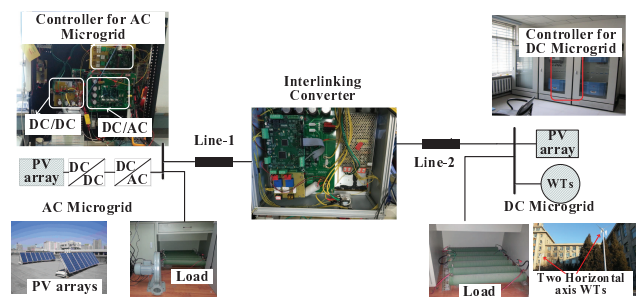 Controller for AC
Microgrid
DC/DC
DC/AC
Interlinking
Converter
Controller for
DC Microgrid
Line-1
Line-2
PV
array
DC
DC
DC
AC
PV
array
WTs
AC Microgrid
DC Microgrid
PV arrays
Load
Load
Two Horizontal
axis WTs